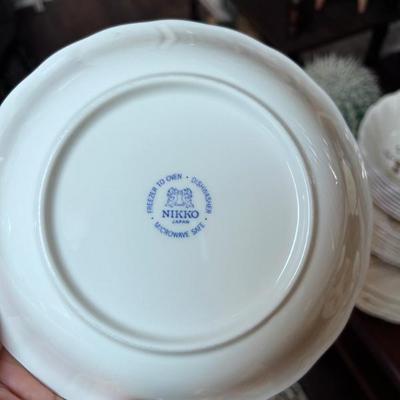 FREEZER TO OVEN · DISHWASHER ·
NIKKO
JAPAN
MICROWAVE SAFE ·